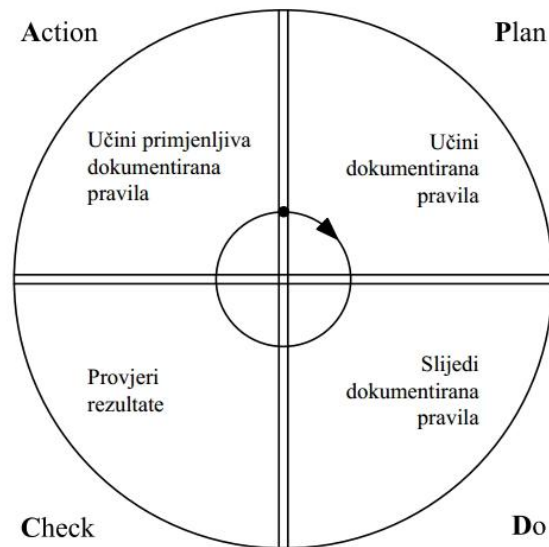 Action
Plan
Učini primjenljiva
dokumentirana
pravila
Učini
dokumentirana
pravila
Provjeri
rezultate
Slijedi
dokumentirana
pravila
Check
Do